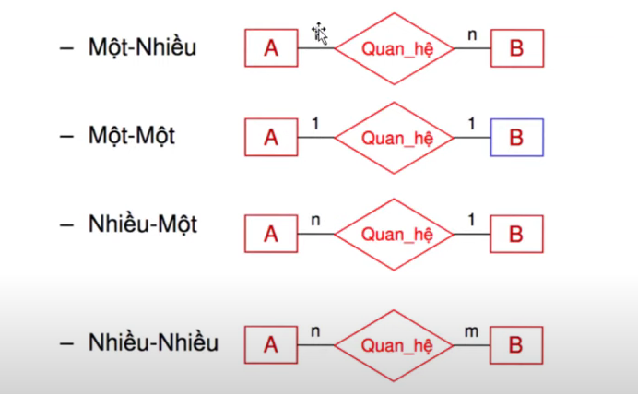 – Một-Nhiều A Quan_hệ n B
– Một-Một A 1 Quan_hệ 1 B
– Nhiều-Một A n Quan_hệ 1 B
– Nhiều-Nhiều A n Quan_hệ m B